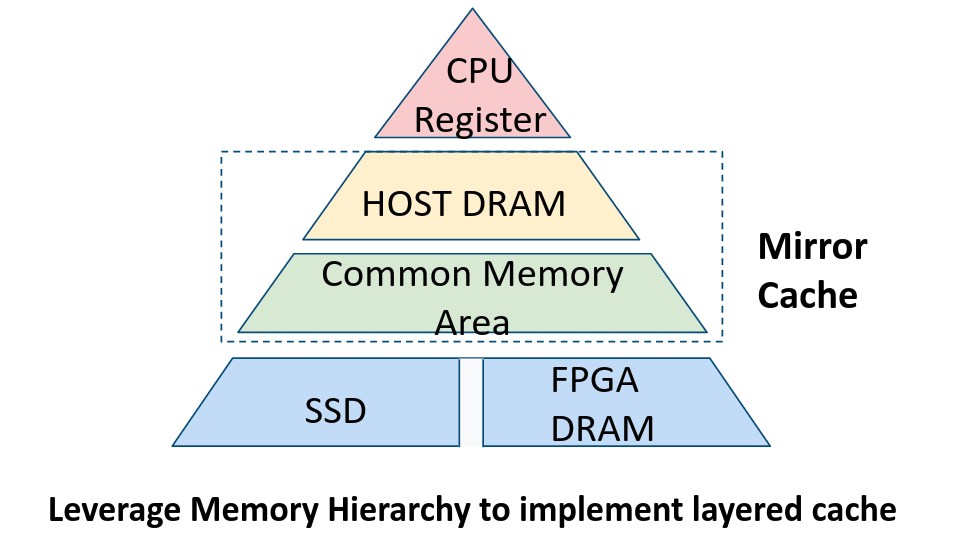 CPU
Register
HOST DRAM
Common Memory
Area
Mirror
Cache
SSD
FPGA
DRAM
Leverage Memory Hierarchy to implement layered cache